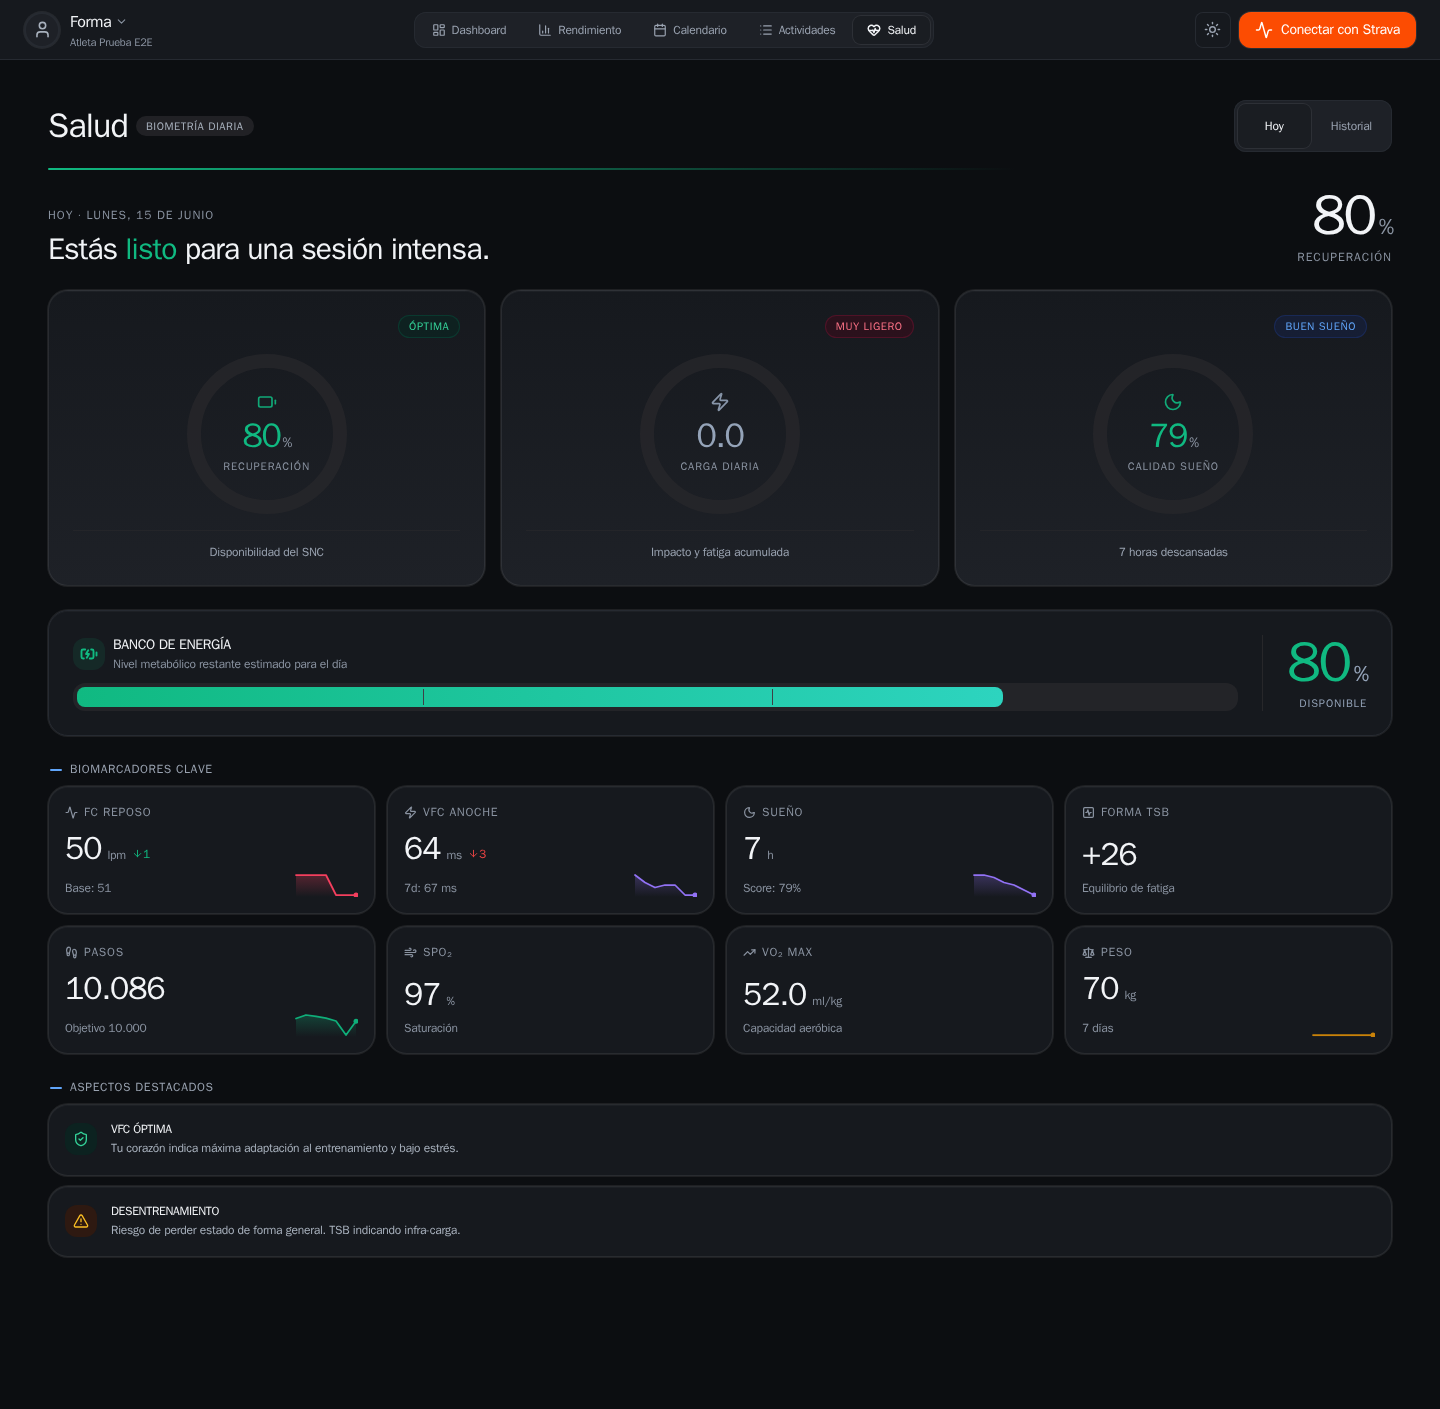 Forma
Atleta Prueba E2E
Dashboard
Rendimiento
Calendario
Actividades
Salud
Conectar con Strava
Salud
BIOMETRÍA DIARIA
Hoy
Historial
HOY · LUNES, 15 DE JUNIO
Estás listo para una sesión intensa.
80%
RECUPERACIÓN
ÓPTIMA
80%
RECUPERACIÓN
Disponibilidad del SNC
MUY LIGERO
0.0
CARGA DIARIA
Impacto y fatiga acumulada
BUEN SUEÑO
79%
CALIDAD SUEÑO
7 horas descansadas
BANCO DE ENERGÍA
Nivel metabólico restante estimado para el día
80%
DISPONIBLE
BIOMARCADORES CLAVE
FC REPOSO
50 lpm ↓1
Base: 51
VFC ANOCHE
64 ms ↓3
7d: 67 ms
SUEÑO
7 h
Score: 79%
FORMA TSB
+26
Equilibrio de fatiga
PASOS
10.086
Objetivo 10.000
SPO₂
97 %
Saturación
VO₂ MAX
52.0 ml/kg
Capacidad aeróbica
PESO
70 kg
7 días
ASPECTOS DESTACADOS
VFC ÓPTIMA
Tu corazón indica máxima adaptación al entrenamiento y bajo estrés.
DESENTRENAMIENTO
Riesgo de perder estado de forma general. TSB indicando infra-carga.